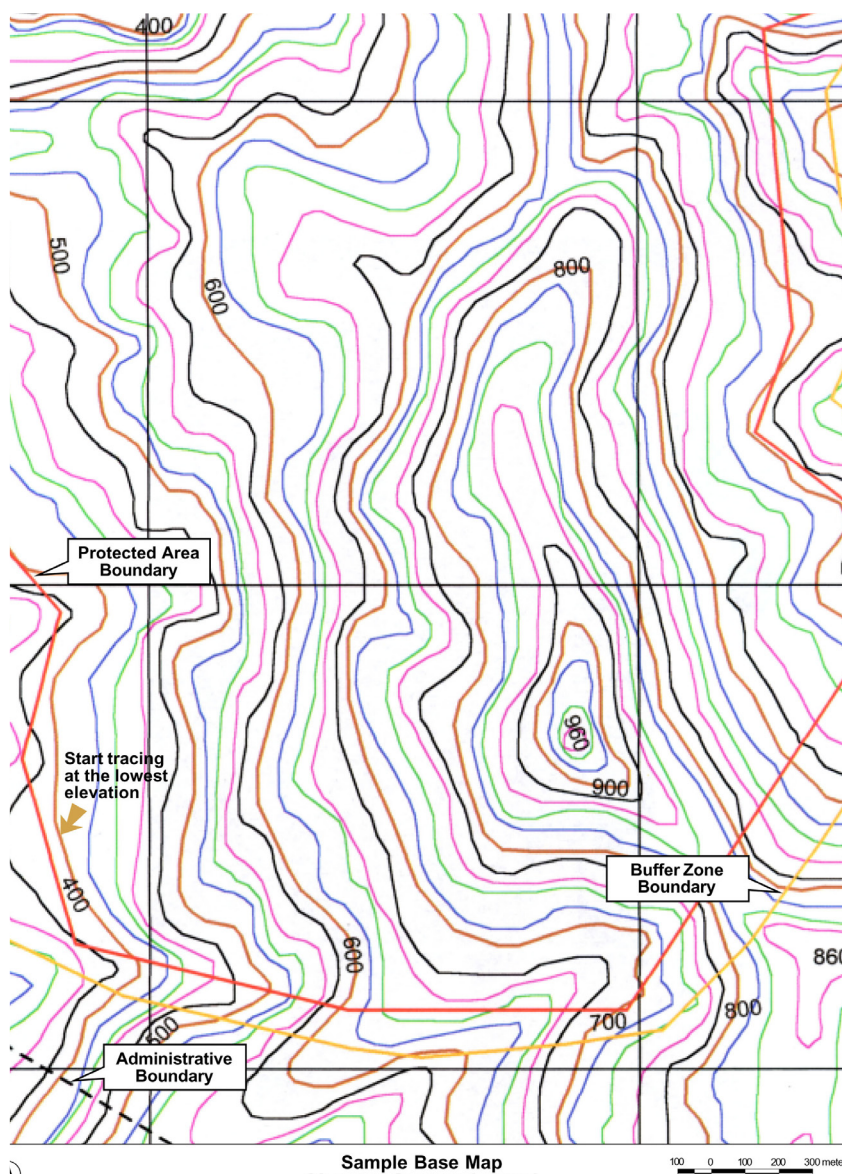 400
500
600
800
Protected Area
Boundary
960
Start tracing
at the lowest
elevation
900
Buffer Zone
Boundary
400
600
860
800
700
500
Administrative
Boundary
Sample Base Map
100 0 100 200 300 mete